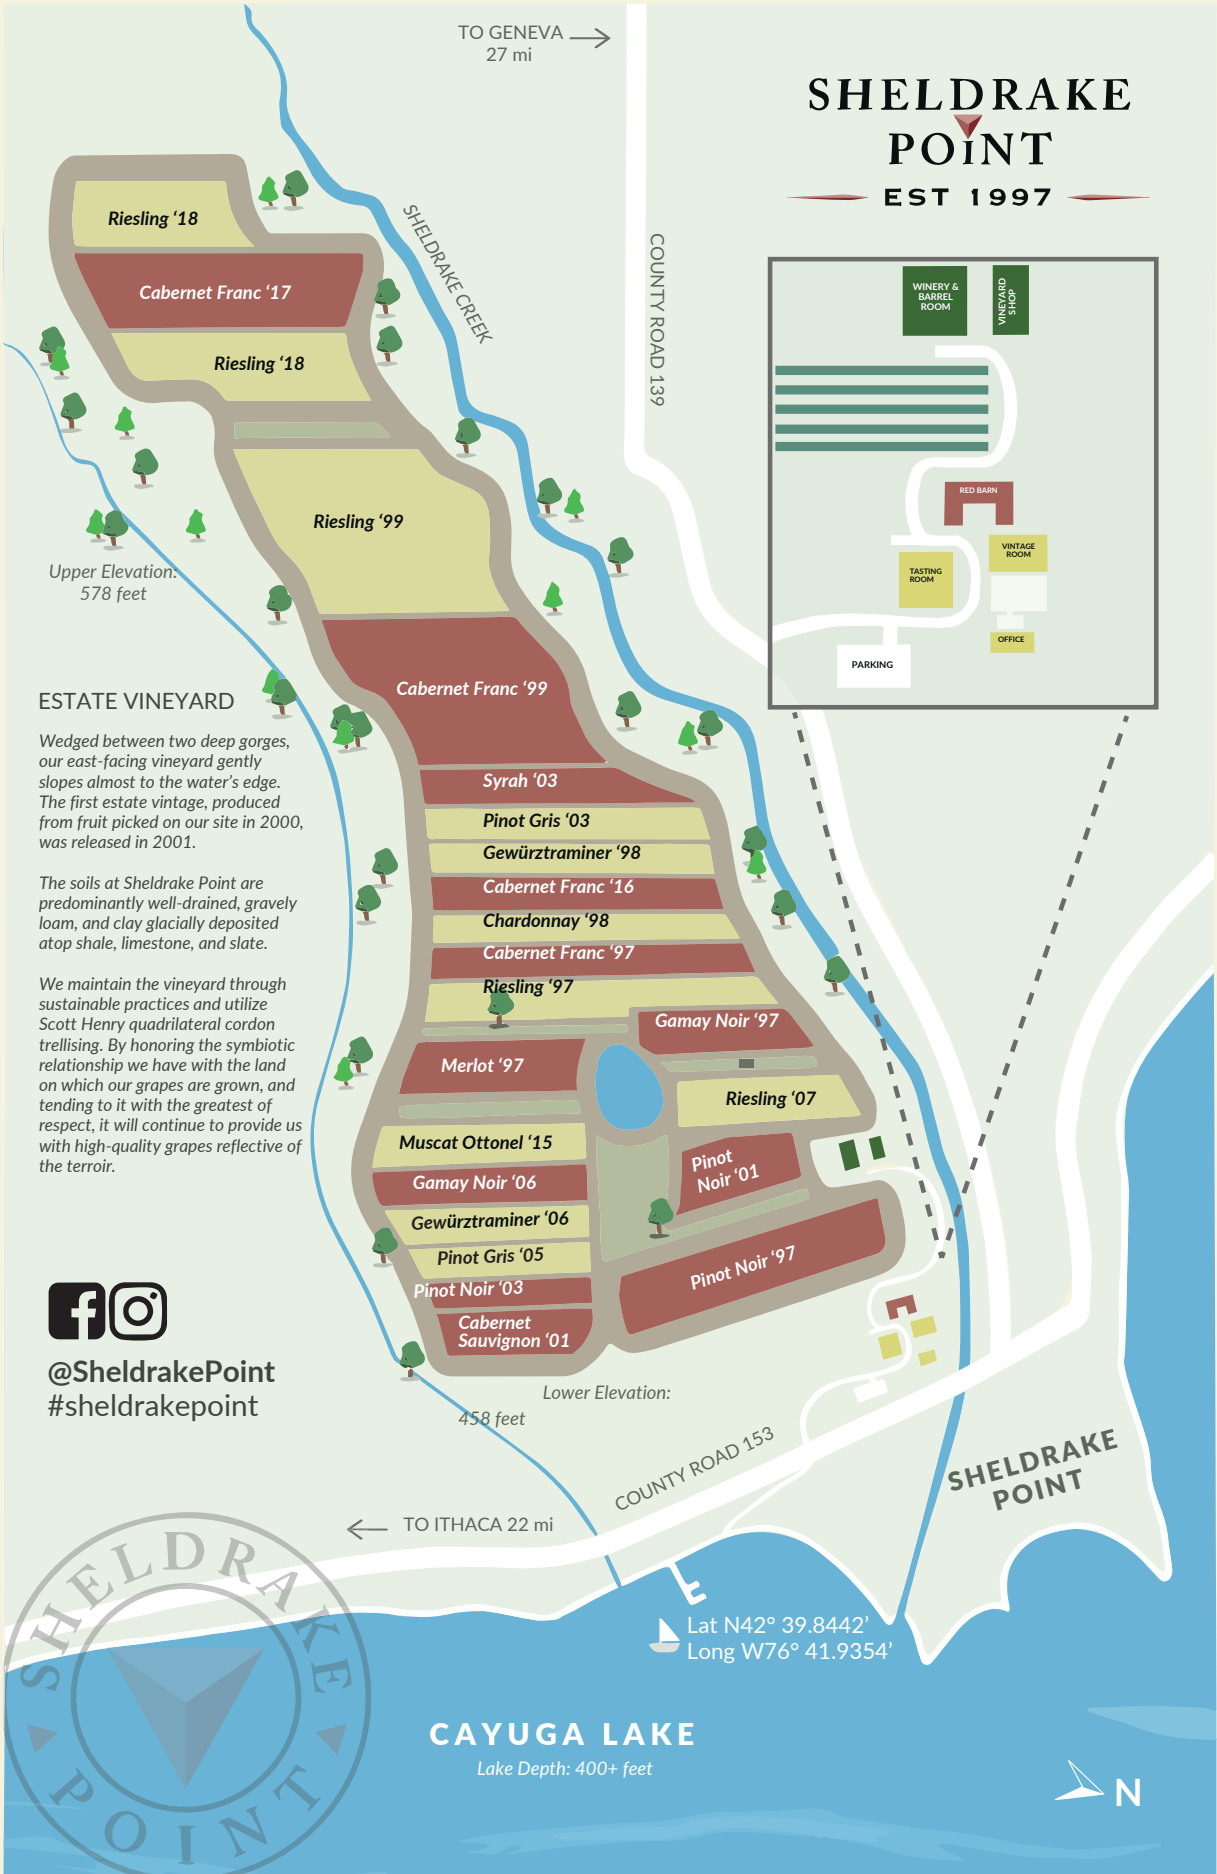 TO GENEVA
27 mi
SHELDRAKE
POiNT
EST 1997
SHELDRAKE CREEK
COUNTY ROAD 139
WINERY &
BARREL
ROOM
VINEYARD
SHOP
RED BARN
VINTAGE
ROOM
TASTING
ROOM
OFFICE
PARKING
Riesling ‘18
Cabernet Franc ‘17
Riesling ‘18
Riesling ‘99
Upper Elevation:
578 feet
Cabernet Franc ‘99
Syrah ‘03
Pinot Gris ‘03
Gewürztraminer ‘98
Cabernet Franc ‘16
Chardonnay ‘98
Cabernet Franc ‘97
Riesling ‘97
Gamay Noir ‘97
Merlot ‘97
Riesling ‘07
Muscat Ottonel ‘15
Pinot
Noir ‘01
Gamay Noir ‘06
Gewürztraminer ‘06
Pinot Gris ‘05
Pinot Noir ‘97
Pinot Noir ‘03
Cabernet
Sauvignon ‘01
ESTATE VINEYARD
Wedged between two deep gorges,
our east-facing vineyard gently
slopes almost to the water’s edge.
The first estate vintage, produced
from fruit picked on our site in 2000,
was released in 2001.
The soils at Sheldrake Point are
predominantly well-drained, gravely
loam, and clay glacially deposited
atop shale, limestone, and slate.
We maintain the vineyard through
sustainable practices and utilize
Scott Henry quadrilateral cordon
trellising. By honoring the symbiotic
relationship we have with the land
on which our grapes are grown, and
tending to it with the greatest of
respect, it will continue to provide us
with high-quality grapes reflective of
the terroir.
@SheldrakePoint
#sheldrakepoint
Lower Elevation:
458 feet
COUNTY ROAD 153
SHELDRAKE
POINT
TO ITHACA 22 mi
Lat N42° 39.8442’
Long W76° 41.9354’
CAYUGA LAKE
Lake Depth: 400+ feet
N
SHELDRAKE
POINT